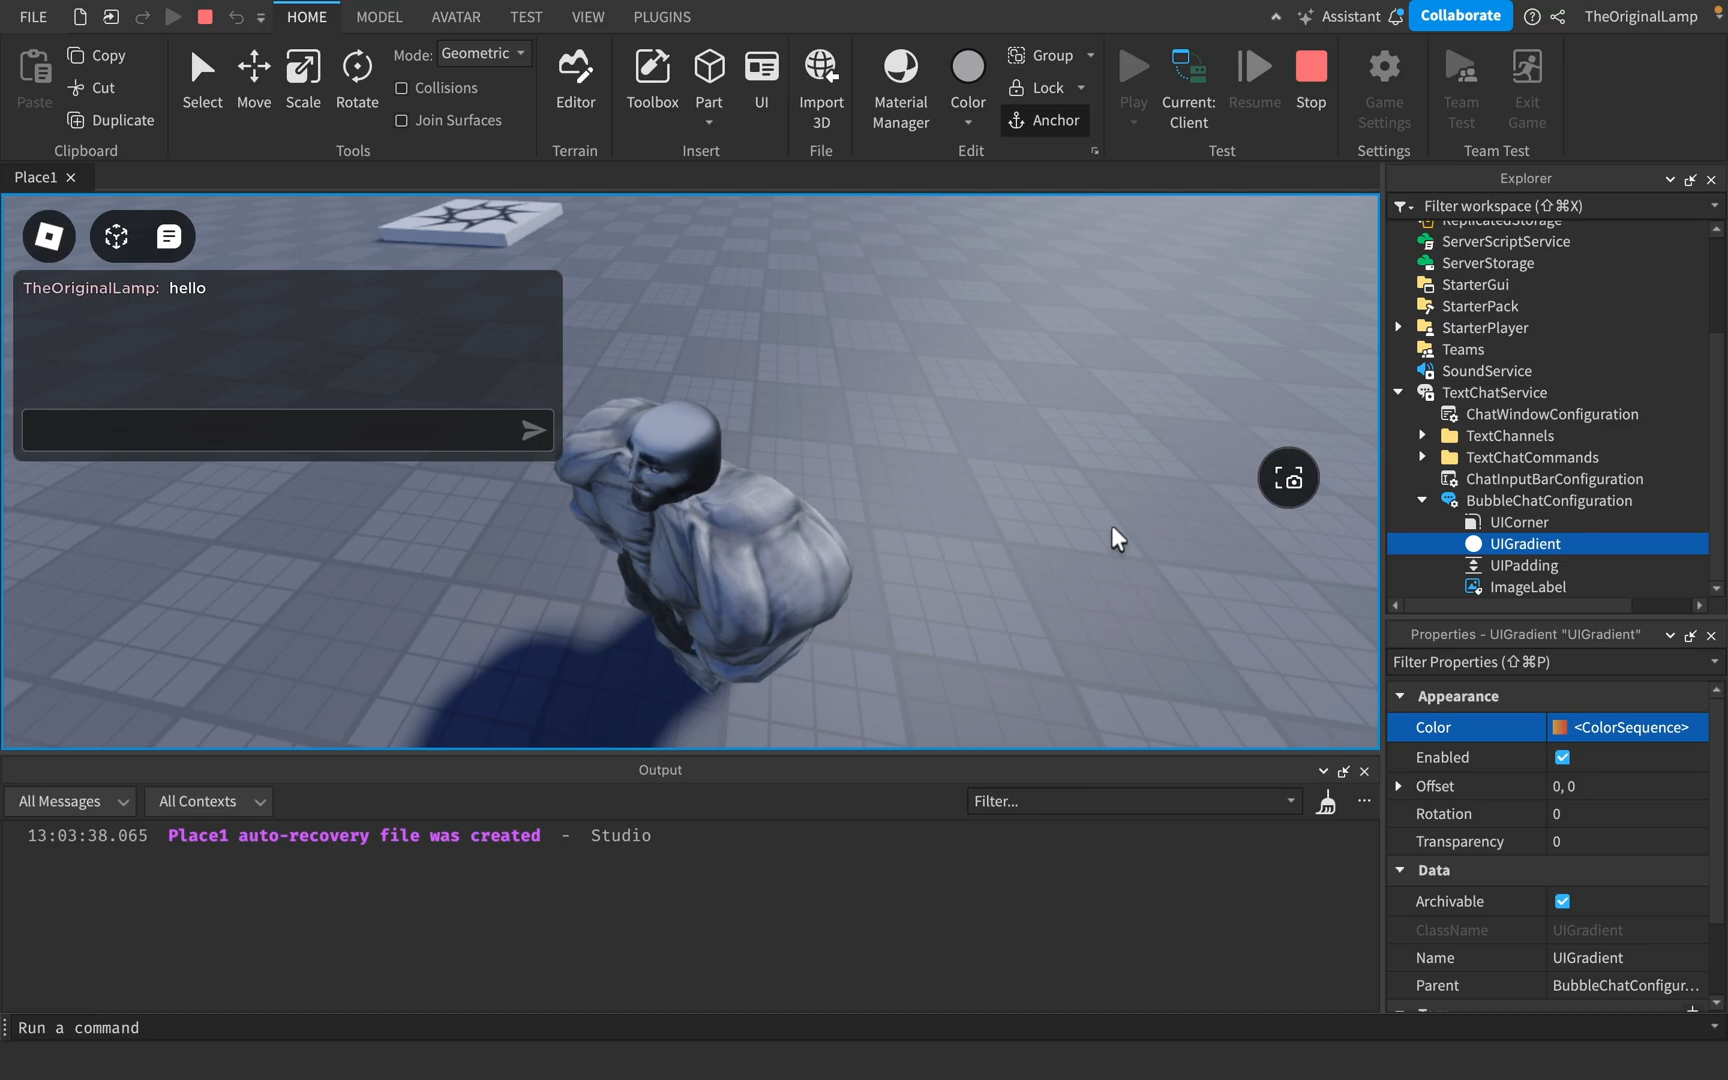 FILE
HOME
MODEL
AVATAR
TEST
VIEW
PLUGINS
Assistant
Collaborate
TheOriginalLamp
Paste
Copy
Cut
Duplicate
Clipboard
Select
Move
Scale
Rotate
Mode: Geometric
Collisions
Join Surfaces
Tools
Editor
Terrain
Toolbox
Part
UI
Insert
Import
3D
File
Material
Manager
Color
Group
Lock
Anchor
Edit
Play
Current:
Client
Resume
Stop
Test
Game
Settings
Settings
Team
Test
Exit
Game
Team Test
Place1
TheOriginalLamp: hello
Explorer
Filter workspace (⇧⌘X)
ReplicatedStorage
ServerScriptService
ServerStorage
StarterGui
StarterPack
StarterPlayer
Teams
SoundService
TextChatService
ChatWindowConfiguration
TextChannels
TextChatCommands
ChatInputBarConfiguration
BubbleChatConfiguration
UICorner
UIGradient
UIPadding
ImageLabel
Properties - UIGradient "UIGradient"
Filter Properties (⇧⌘P)
Appearance
Color <ColorSequence>
Enabled
Offset 0, 0
Rotation 0
Transparency 0
Data
Archivable
ClassName UIGradient
Name UIGradient
Parent BubbleChatConfigur...
Output
All Messages
All Contexts
Filter...
13:03:38.065 Place1 auto-recovery file was created - Studio
Run a command